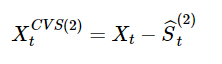 $X_t^{CVS(2)} = X_t - \widehat{S}_t^{(2)}$